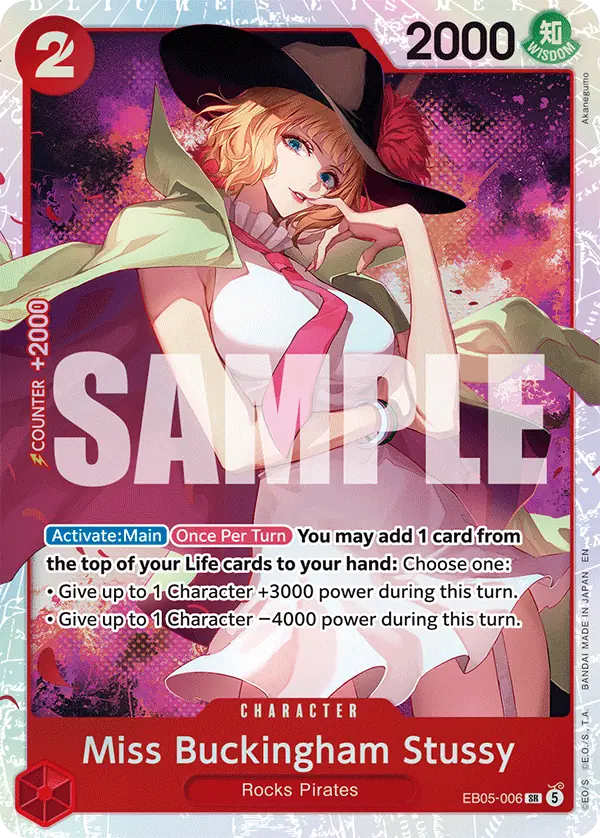 2
2000
知
WISDOM
Akanegumo
COUNTER +2000
SAMPLE
Activate:Main Once Per Turn You may add 1 card from
the top of your Life cards to your hand: Choose one:
• Give up to 1 Character +3000 power during this turn.
• Give up to 1 Character −4000 power during this turn.
CHARACTER
Miss Buckingham Stussy
Rocks Pirates
EB05-006 SR 5
©E.O/S ©E.O./S., T.A. BANDAI MADE IN JAPAN EN